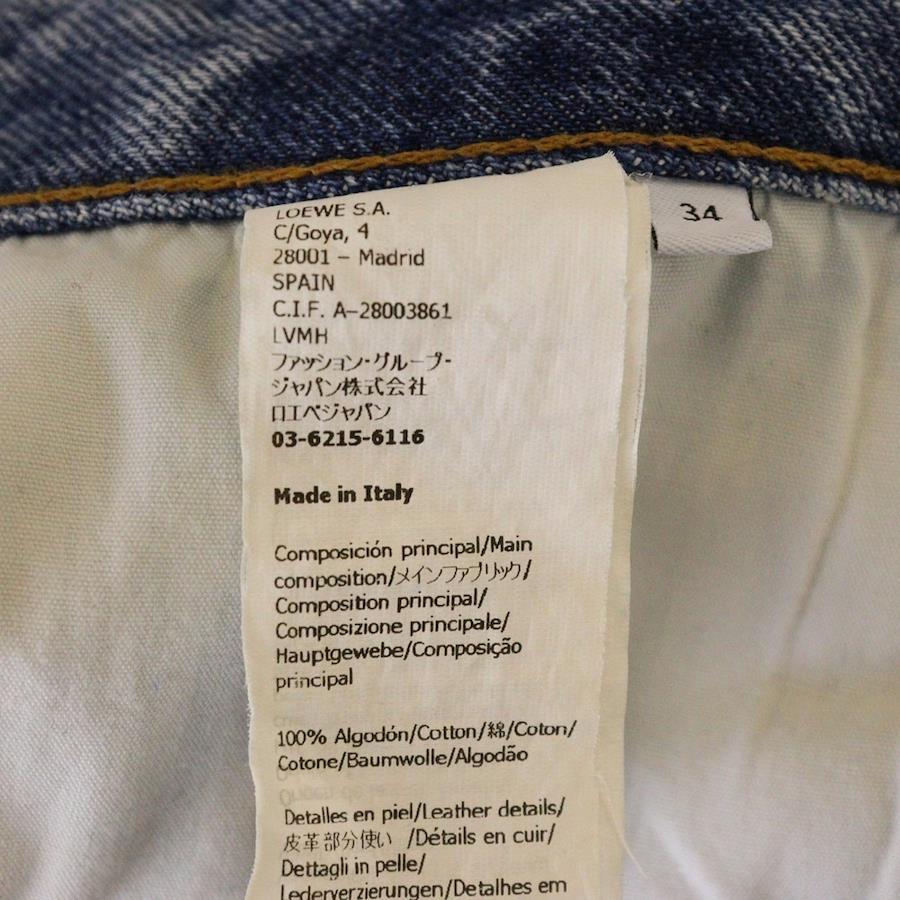 LOEWE S.A.
C/Goya, 4
28001 - Madrid
SPAIN
C.I.F. A-28003861
LVMH
ファッション・グループ・
ジャパン株式会社
ロエベジャパン
03-6215-6116
Made in Italy
Composición principal/Main
composition/メインファブリック/
Composition principal/
Composizione principale/
Hauptgewebe/Composição
principal
100% Algodón/Cotton/綿/Coton/
Cotone/Baumwolle/Algodão
Detalles en piel/Leather details/
皮革部分使い /Détails en cuir/
Dettagli in pelle/
Lederverzierungen/Detalhes em
34